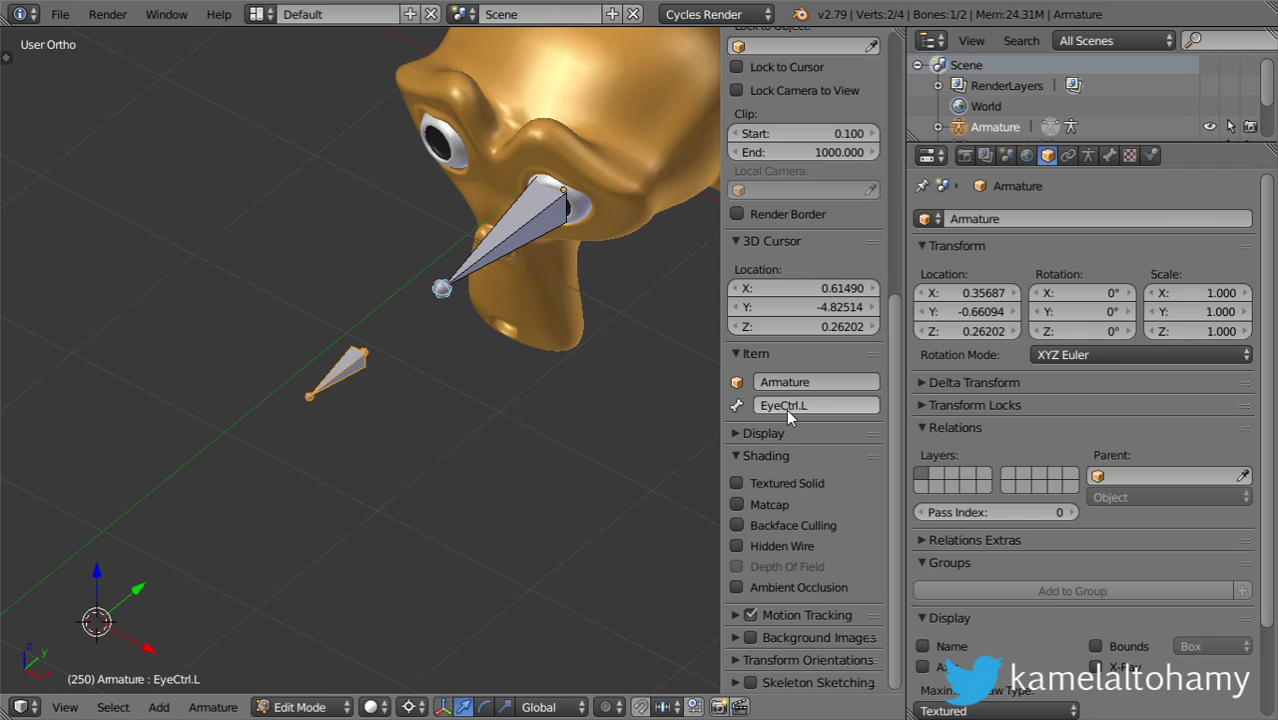 File Render Window Help Default Scene Cycles Render v2.79 | Verts:2/4 | Bones:1/2 | Mem:24.31M | Armature
User Ortho
Lock to Cursor
Lock Camera to View
Clip:
Start: 0.100
End: 1000.000
Local Camera:
Render Border
3D Cursor
Location:
X: 0.61490
Y: -4.82514
Z: 0.26202
Item
Armature
EyeCtrl.L
Display
Shading
Textured Solid
Matcap
Backface Culling
Hidden Wire
Depth Of Field
Ambient Occlusion
Motion Tracking
Background Images
Transform Orientations
Skeleton Sketching
View Search All Scenes
Scene
RenderLayers
World
Armature
Armature
Armature
Transform
Location: Rotation: Scale:
X: 0.35687 X: 0° X: 1.000
Y: -0.66094 Y: 0° Y: 1.000
Z: 0.26202 Z: 0° Z: 1.000
Rotation Mode: XYZ Euler
Delta Transform
Transform Locks
Relations
Layers: Parent:
Object
Pass Index: 0
Relations Extras
Groups
Add to Group
Display
Name Bounds Box
X-Ray
kamelaltohamy
Textured
z y x
(250) Armature : EyeCtrl.L
View Select Add Armature Edit Mode Global